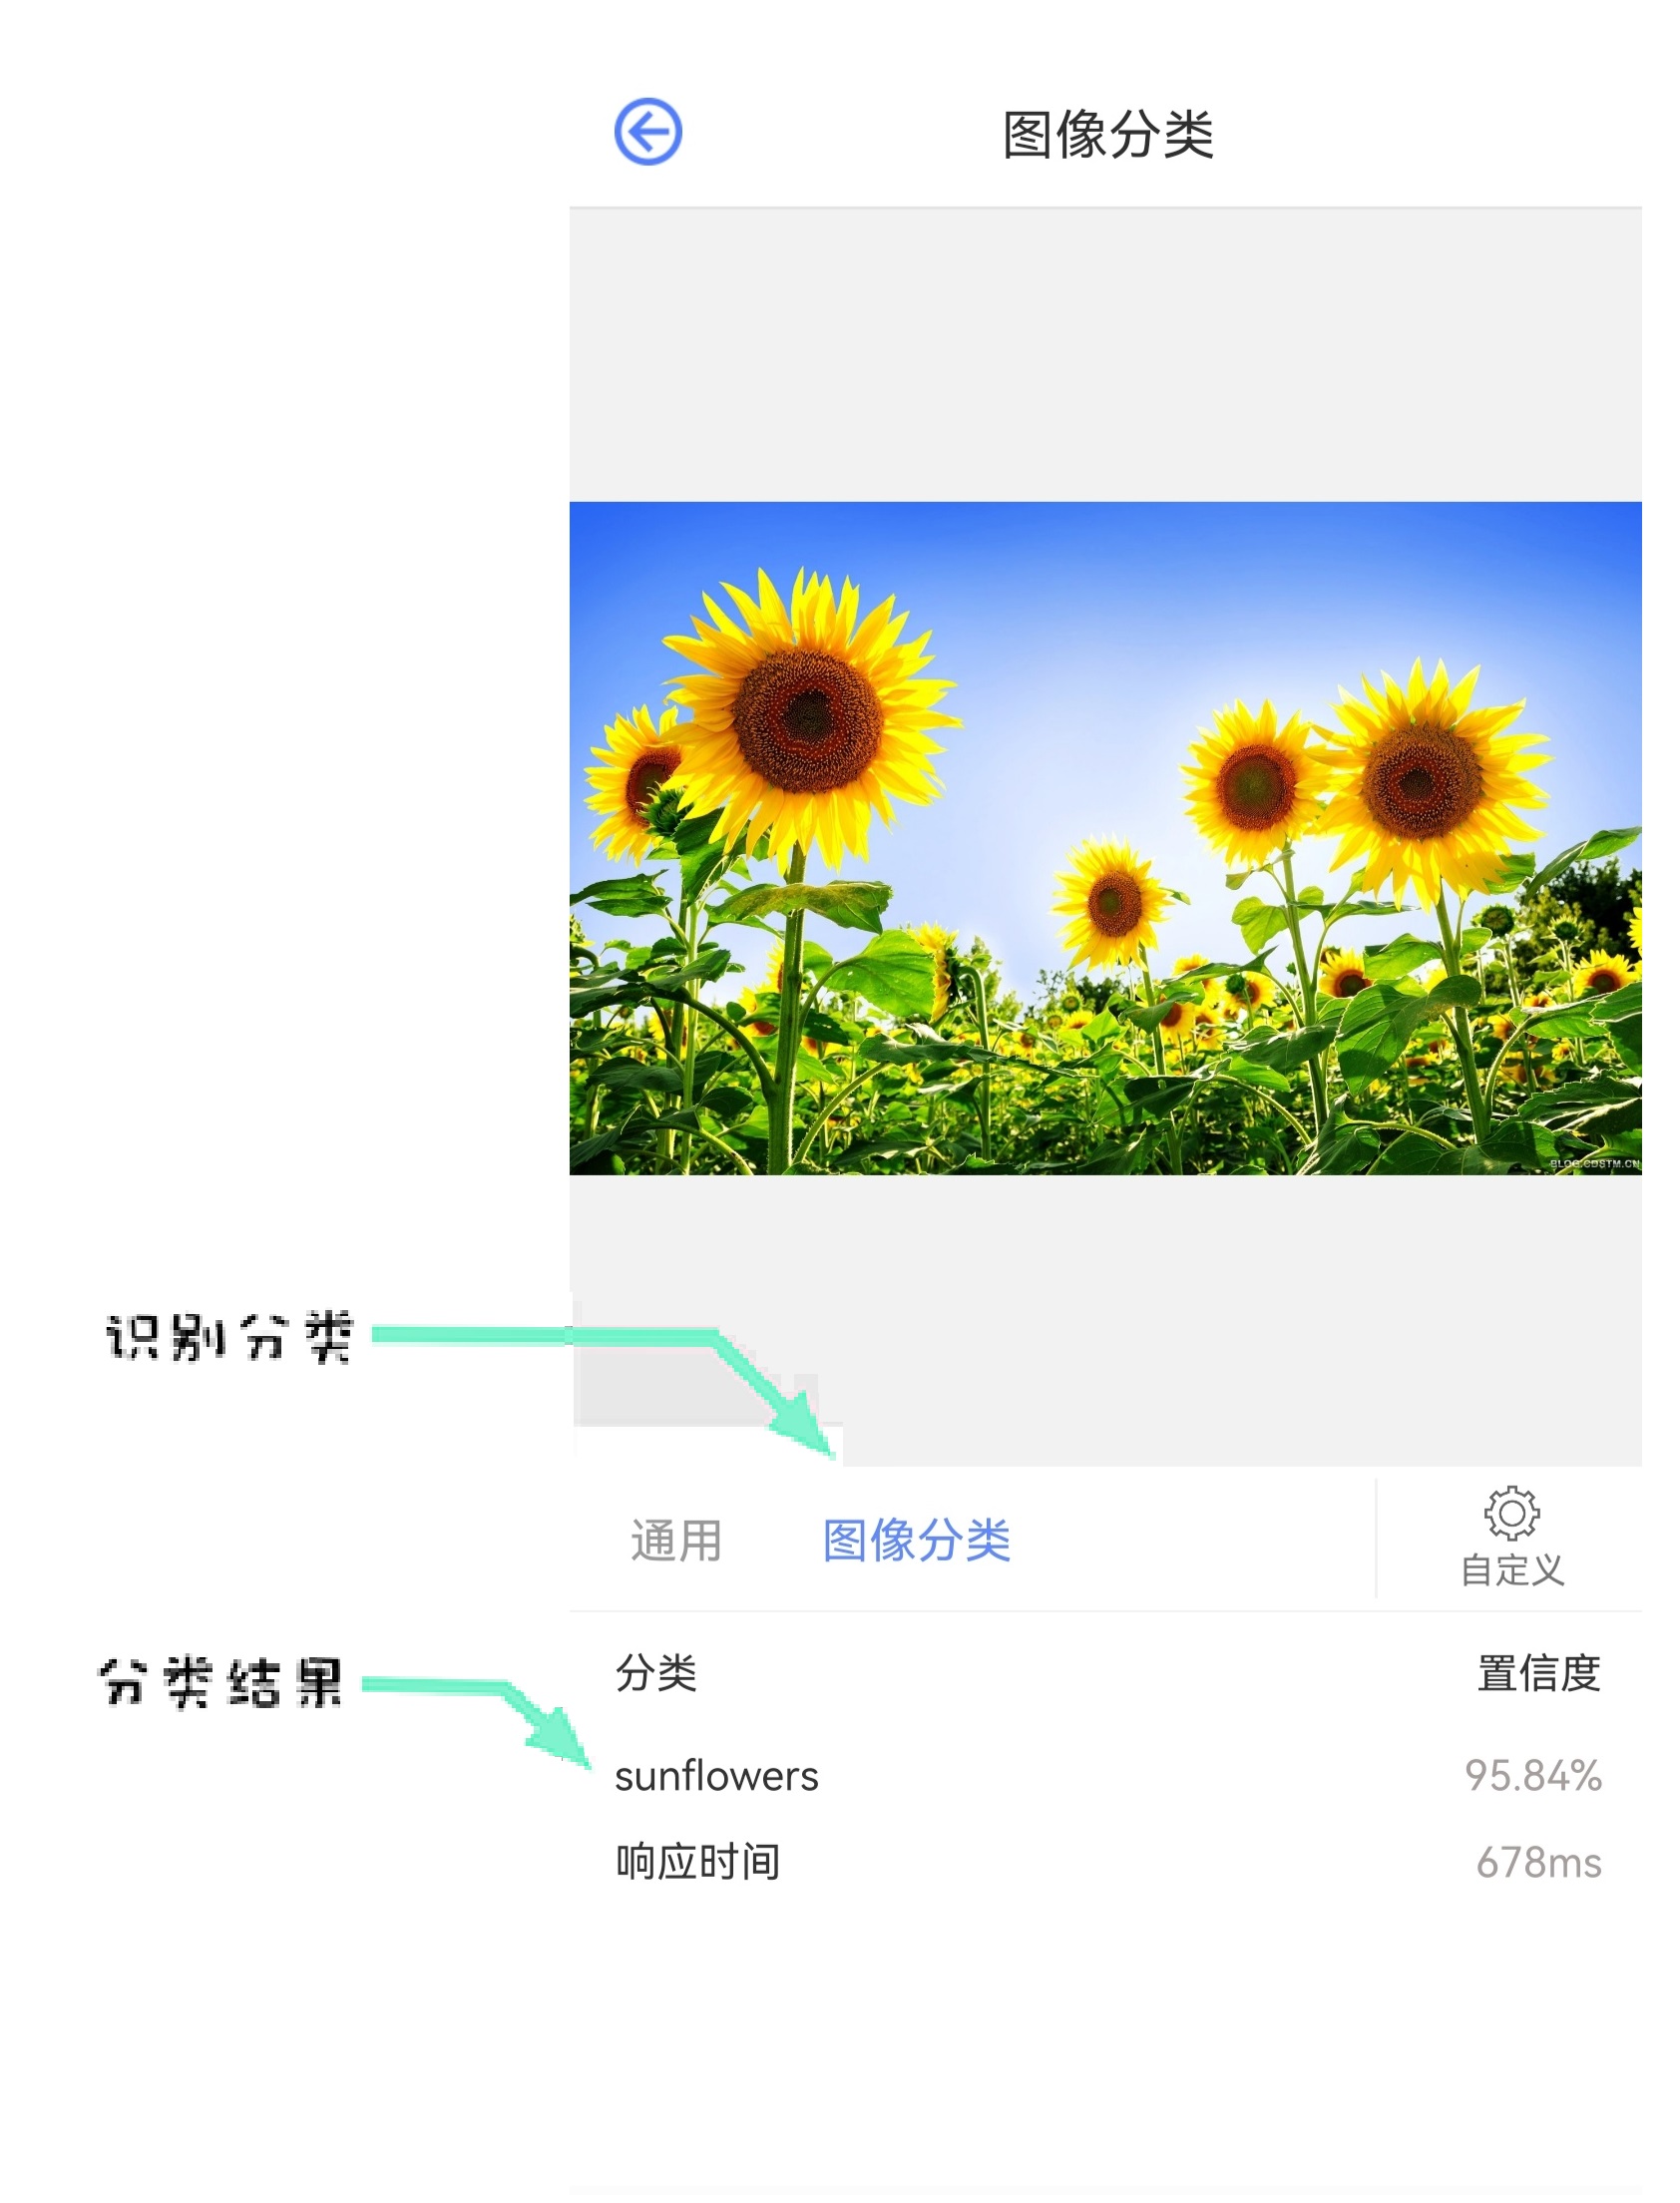 图像分类
BLOG.CDSTM.CN
识别分类
通用
图像分类
自定义
分类结果
分类 置信度
sunflowers 95.84%
响应时间 678ms